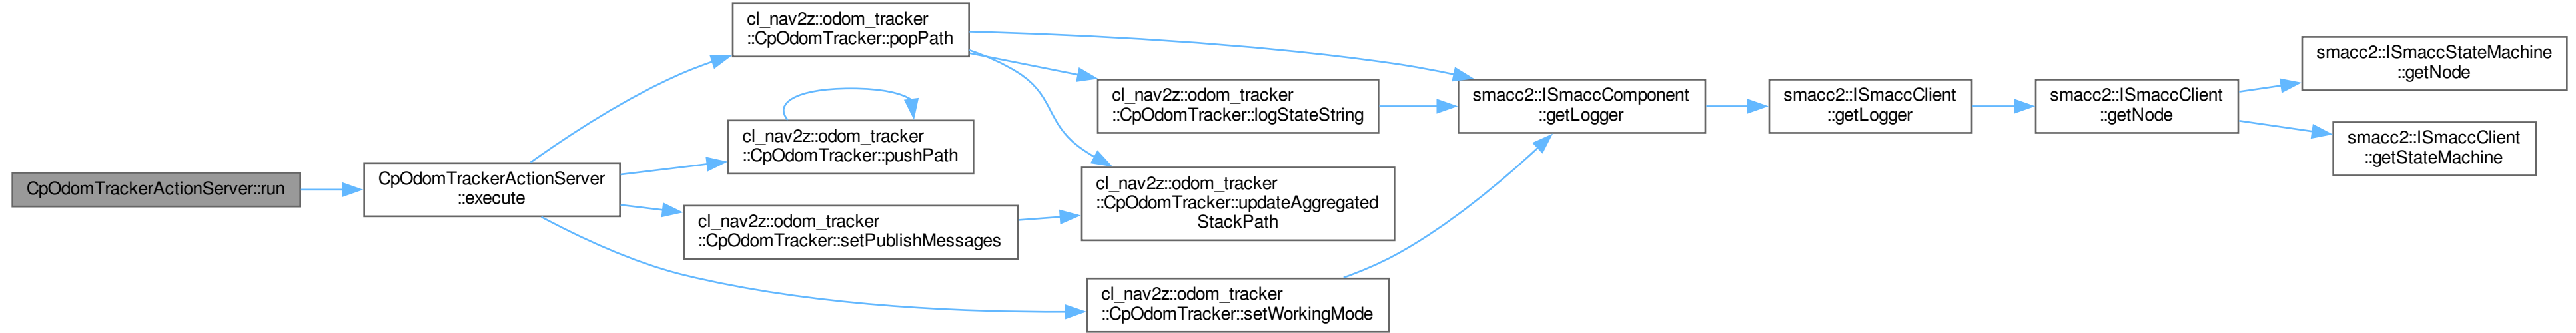 CpOdomTrackerActionServer::run
CpOdomTrackerActionServer
::execute
cl_nav2z::odom_tracker
::CpOdomTracker::popPath
cl_nav2z::odom_tracker
::CpOdomTracker::pushPath
cl_nav2z::odom_tracker
::CpOdomTracker::setPublishMessages
cl_nav2z::odom_tracker
::CpOdomTracker::logStateString
cl_nav2z::odom_tracker
::CpOdomTracker::updateAggregated
StackPath
cl_nav2z::odom_tracker
::CpOdomTracker::setWorkingMode
smacc2::ISmaccComponent
::getLogger
smacc2::ISmaccClient
::getLogger
smacc2::ISmaccClient
::getNode
smacc2::ISmaccStateMachine
::getNode
smacc2::ISmaccClient
::getStateMachine